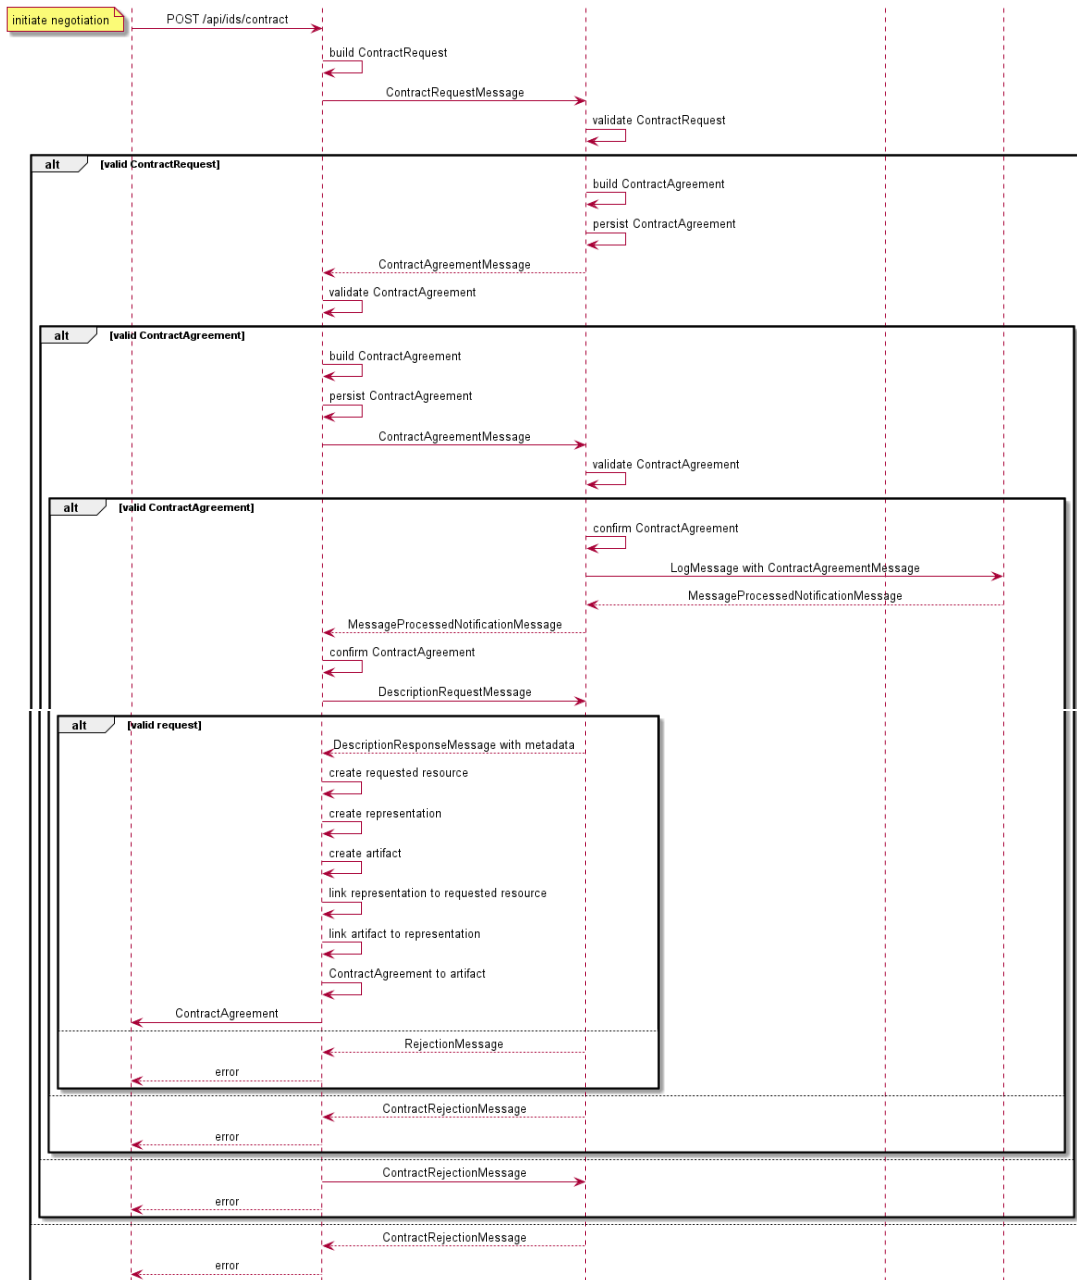 initiate negotiation
POST /api/ids/contract
build ContractRequest
ContractRequestMessage
validate ContractRequest
alt [valid ContractRequest]
build ContractAgreement
persist ContractAgreement
ContractAgreementMessage
validate ContractAgreement
alt [valid ContractAgreement]
build ContractAgreement
persist ContractAgreement
ContractAgreementMessage
validate ContractAgreement
alt [valid ContractAgreement]
confirm ContractAgreement
LogMessage with ContractAgreementMessage
MessageProcessedNotificationMessage
MessageProcessedNotificationMessage
confirm ContractAgreement
DescriptionRequestMessage
alt [valid request]
DescriptionResponseMessage with metadata
create requested resource
create representation
create artifact
link representation to requested resource
link artifact to representation
ContractAgreement to artifact
ContractAgreement
RejectionMessage
error
ContractRejectionMessage
error
ContractRejectionMessage
error
ContractRejectionMessage
error